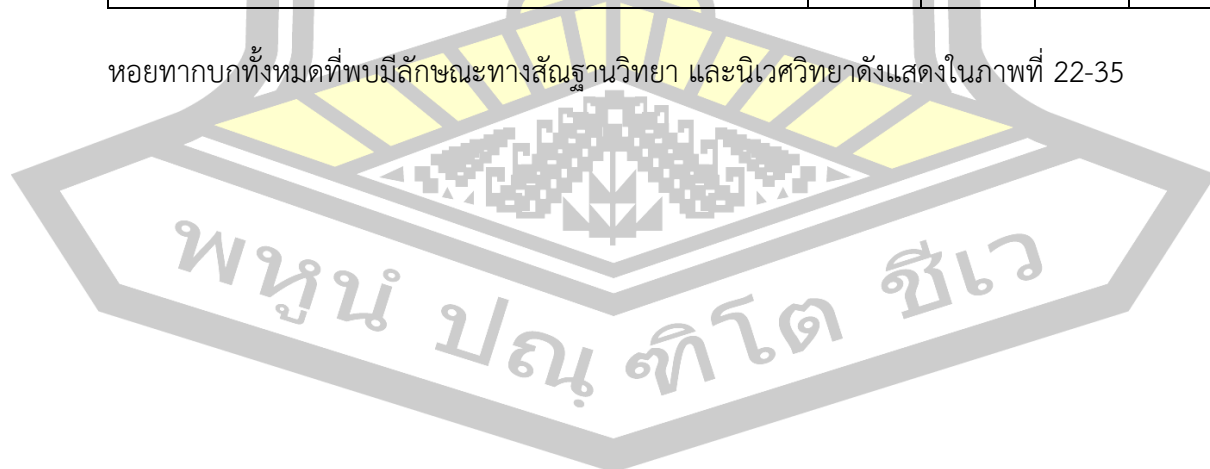 หอยทากบกทั้งหมดที่พบมีลักษณะทางสัณฐานวิทยา และนิเวศวิทยาดังแสดงในภาพที่ 22-35
พหูนํ ปณฺฑิโต ชีเว